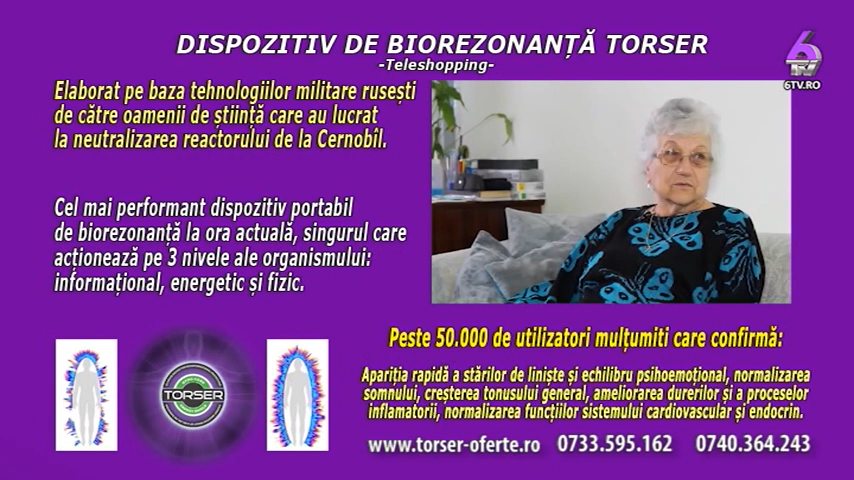 DISPOZITIV DE BIOREZONANȚĂ TORSER
-Teleshopping-
6
TV
6TV.RO
Elaborat pe baza tehnologiilor militare rusești
de către oamenii de știință care au lucrat
la neutralizarea reactorului de la Cernobîl.
Cel mai performant dispozitiv portabil
de biorezonanță la ora actuală, singurul care
acționează pe 3 nivele ale organismului:
informațional, energetic și fizic.
TORSER
Peste 50.000 de utilizatori mulțumiti care confirmă:
Apariția rapidă a stărilor de liniște și echilibru psihoemoțional, normalizarea
somnului, creșterea tonusului general, ameliorarea durerilor și a proceselor
inflamatorii, normalizarea funcțiilor sistemului cardiovascular și endocrin.
www.torser-oferte.ro 0733.595.162 0740.364.243